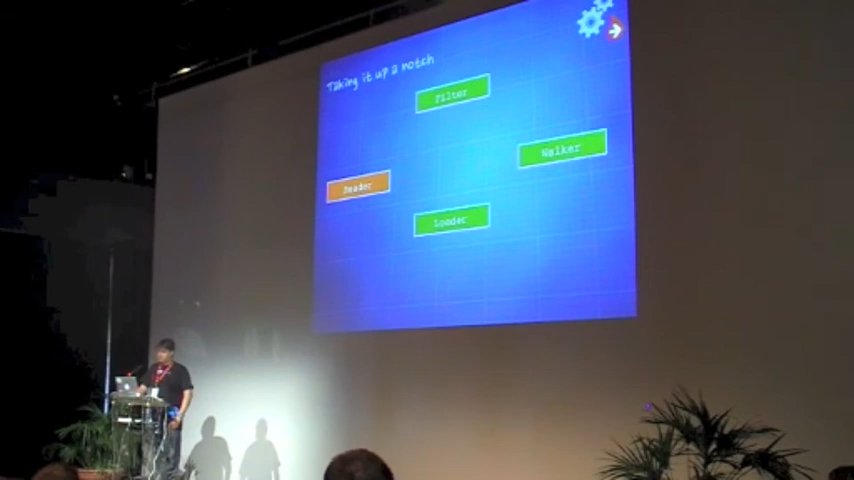 Taking it up a notch
Filter
Walker
Reader
Loader